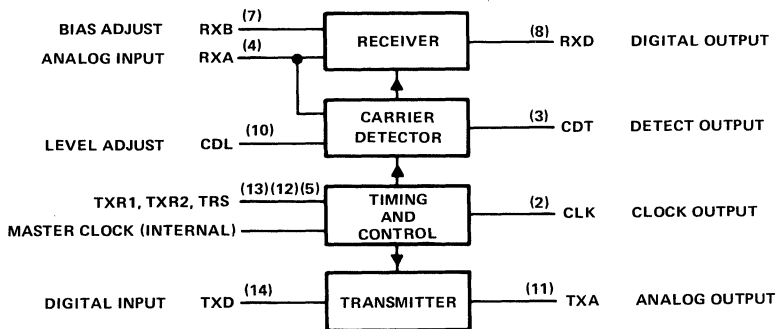 BIAS ADJUST RXB (7) RECEIVER (8) RXD DIGITAL OUTPUT
ANALOG INPUT RXA (4)
LEVEL ADJUST CDL (10) CARRIER DETECTOR (3) CDT DETECT OUTPUT
TXR1, TXR2, TRS (13) (12) (5) TIMING AND CONTROL (2) CLK CLOCK OUTPUT
MASTER CLOCK (INTERNAL)
DIGITAL INPUT TXD (14) TRANSMITTER (11) TXA ANALOG OUTPUT